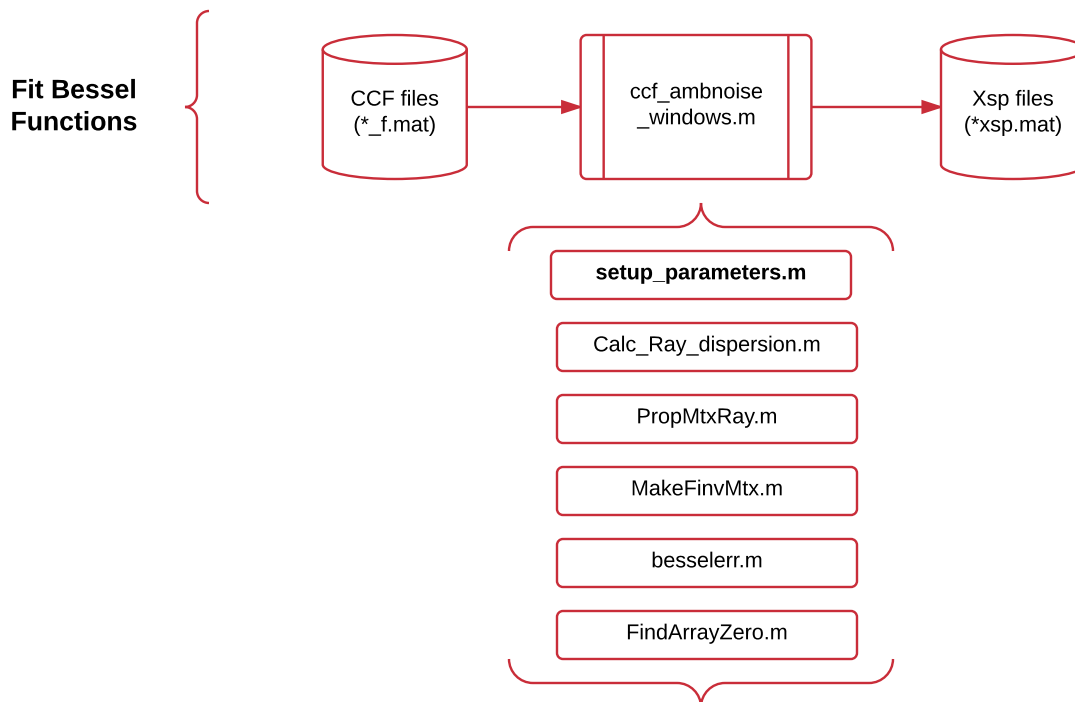 Fit Bessel
Functions
CCF files
(*_f.mat)
ccf_ambnoise
_windows.m
Xsp files
(*xsp.mat)
setup_parameters.m
Calc_Ray_dispersion.m
PropMtxRay.m
MakeFinvMtx.m
besselerr.m
FindArrayZero.m